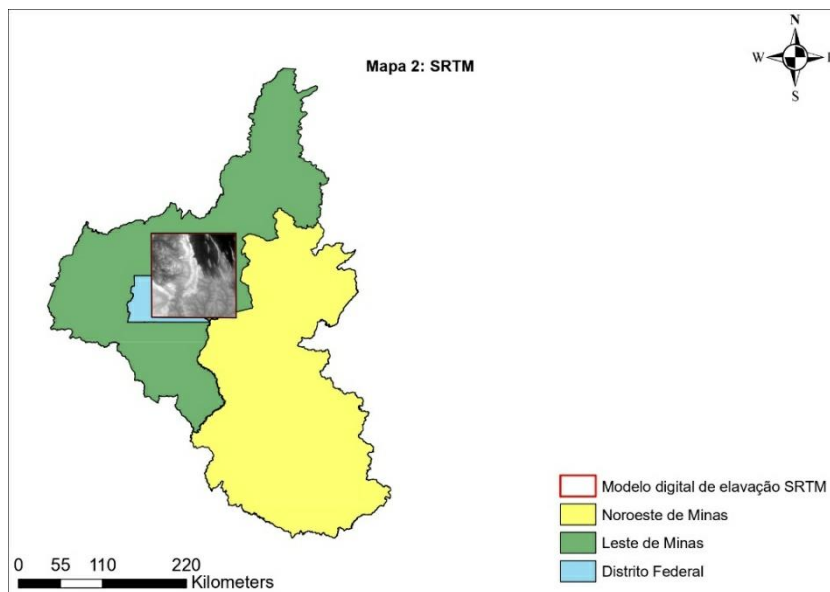 Mapa 2: SRTM
N
W
E
S
Modelo digital de elavação SRTM
Noroeste de Minas
Leste de Minas
Distrito Federal
0 55 110 220
Kilometers